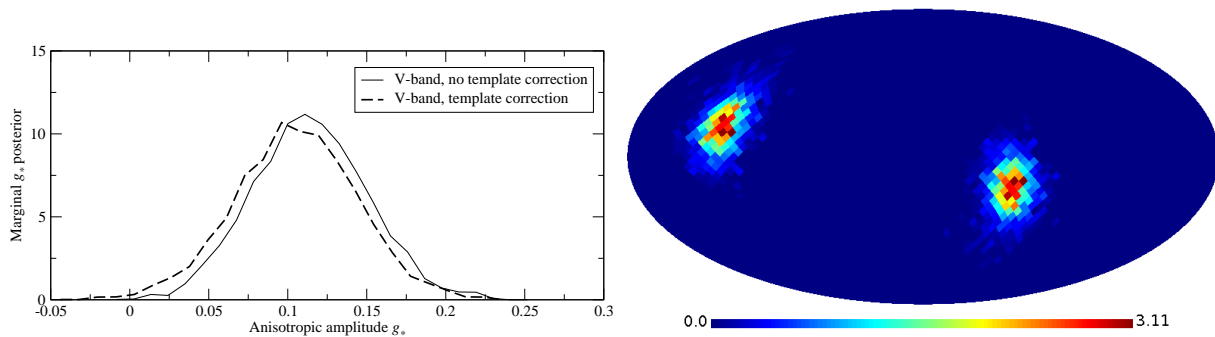 15
10
5
0
Marginal g* posterior
V-band, no template correction
V-band, template correction
-0.05 0 0.05 0.1 0.15 0.2 0.25 0.3
Anisotropic amplitude g*
0.0 3.11